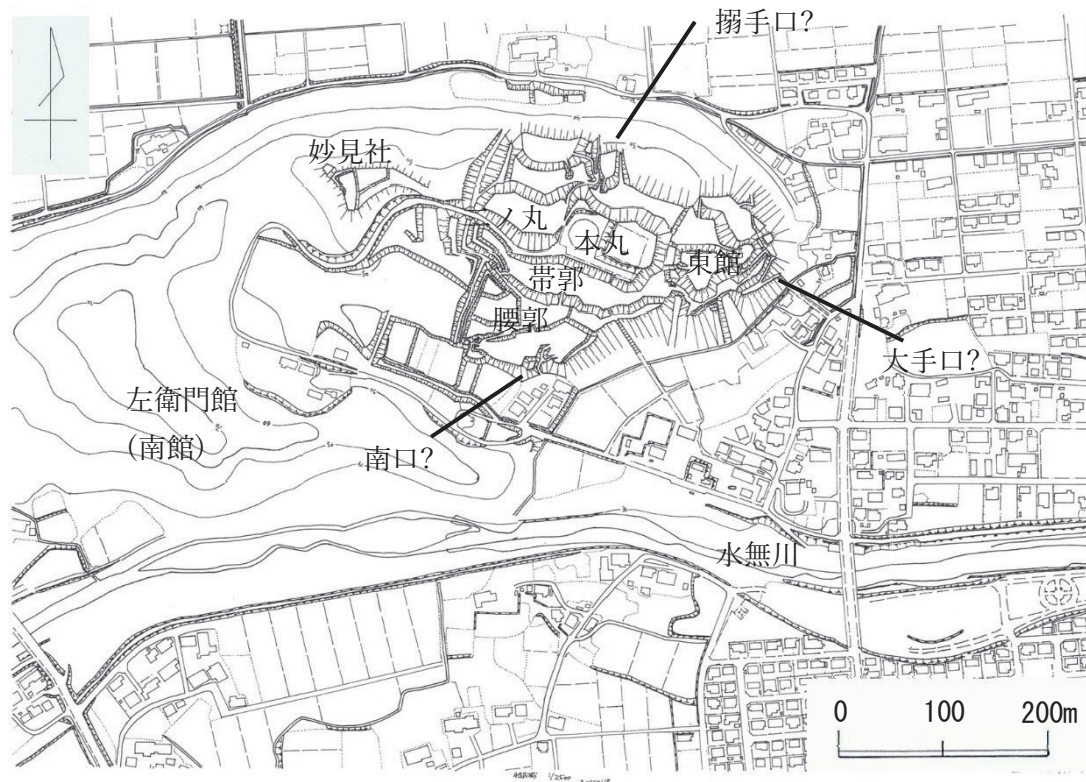 搦手口?
妙見社
ノ丸
本丸
東館
帯郭
腰郭
大手口?
左衛門館
(南館)
南口?
水無川
0 100 200m